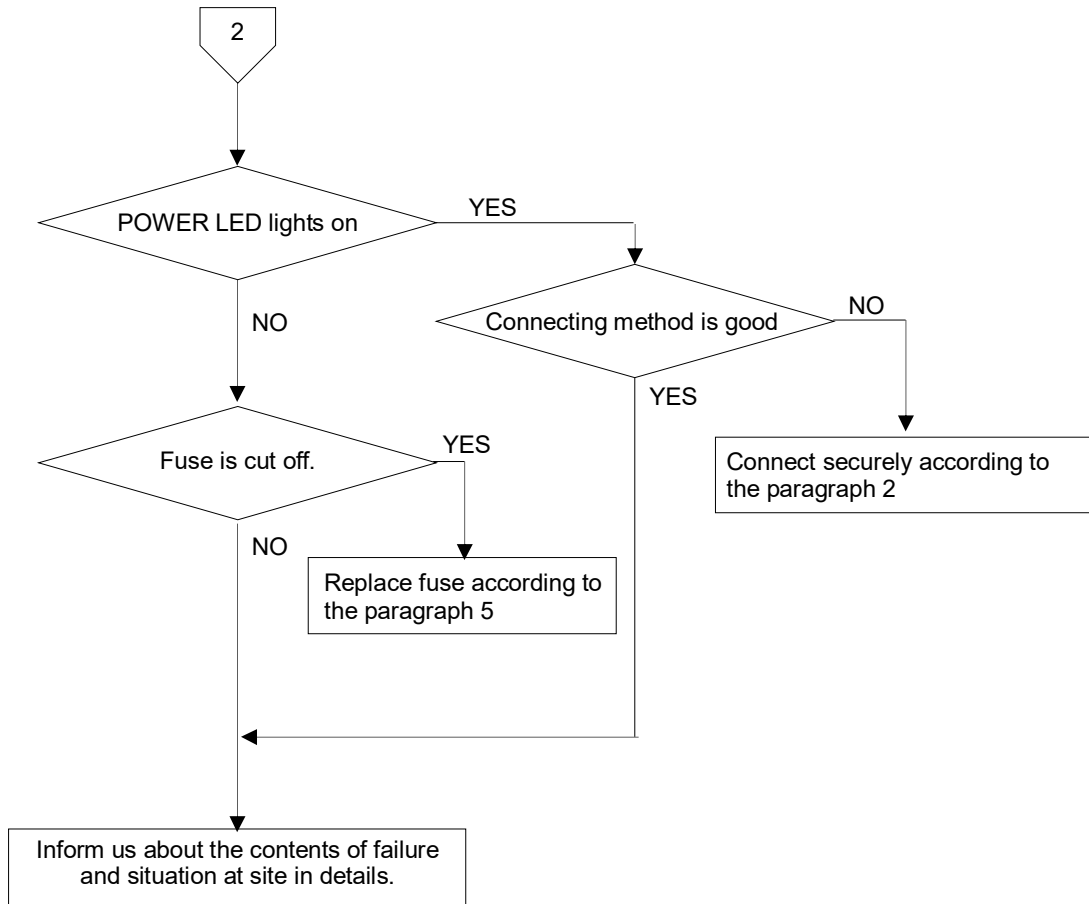 2
POWER LED lights on
YES
NO
Connecting method is good
NO
YES
Fuse is cut off.
YES
NO
Connect securely according to
the paragraph 2
Replace fuse according to
the paragraph 5
Inform us about the contents of failure
and situation at site in details.